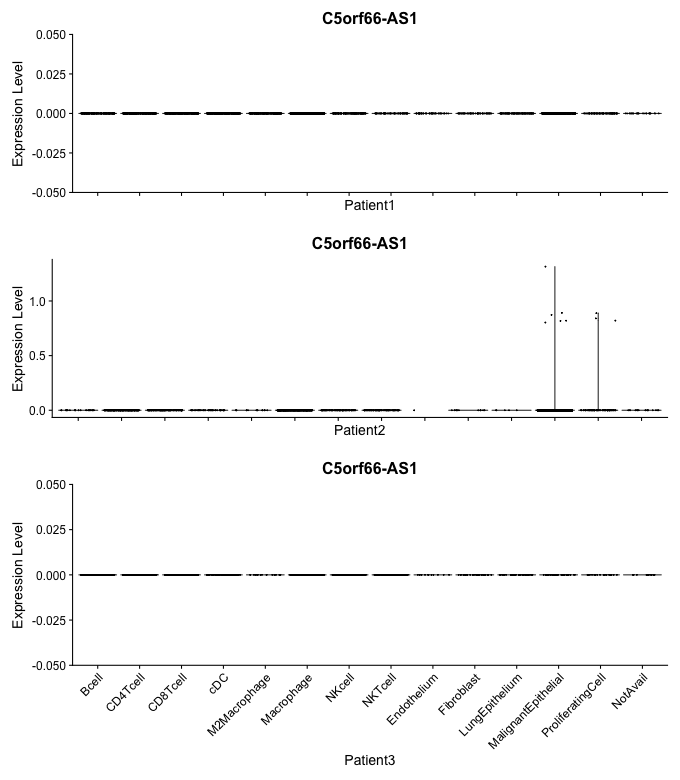 C5orf66-AS1
0.050
0.025
0.000
-0.025
-0.050
Expression Level
Patient1
C5orf66-AS1
1.0
0.5
0.0
Expression Level
Patient2
C5orf66-AS1
0.050
0.025
0.000
-0.025
-0.050
Expression Level
Bcell
CD4Tcell
CD8Tcell
cDC
M2Macrophage
Macrophage
NKcell
NKTcell
Endothelium
Fibroblast
LungEpithelium
MalignantEpithelial
ProliferatingCell
NotAvail
Patient3